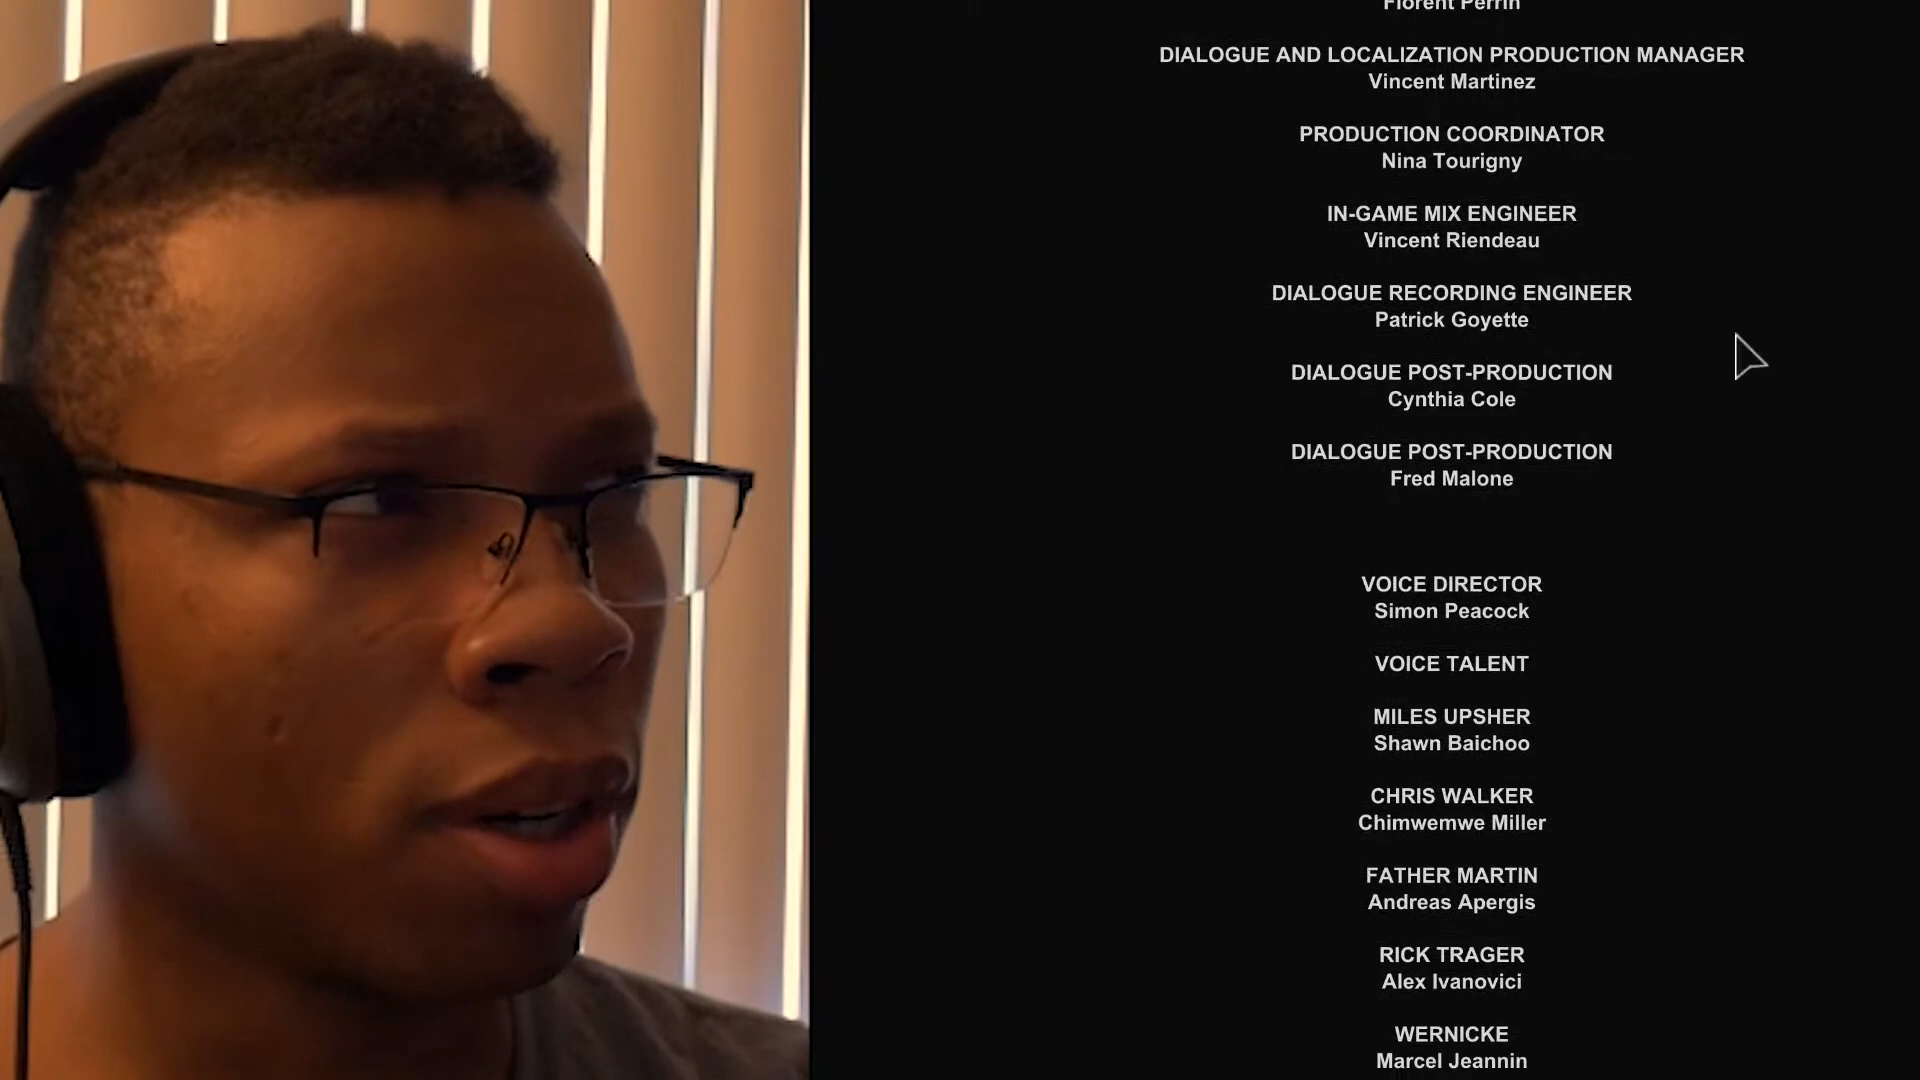 Florent Perrin
DIALOGUE AND LOCALIZATION PRODUCTION MANAGER
Vincent Martinez
PRODUCTION COORDINATOR
Nina Tourigny
IN-GAME MIX ENGINEER
Vincent Riendeau
DIALOGUE RECORDING ENGINEER
Patrick Goyette
DIALOGUE POST-PRODUCTION
Cynthia Cole
DIALOGUE POST-PRODUCTION
Fred Malone
VOICE DIRECTOR
Simon Peacock
VOICE TALENT
MILES UPSHER
Shawn Baichoo
CHRIS WALKER
Chimwemwe Miller
FATHER MARTIN
Andreas Apergis
RICK TRAGER
Alex Ivanovici
WERNICKE
Marcel Jeannin